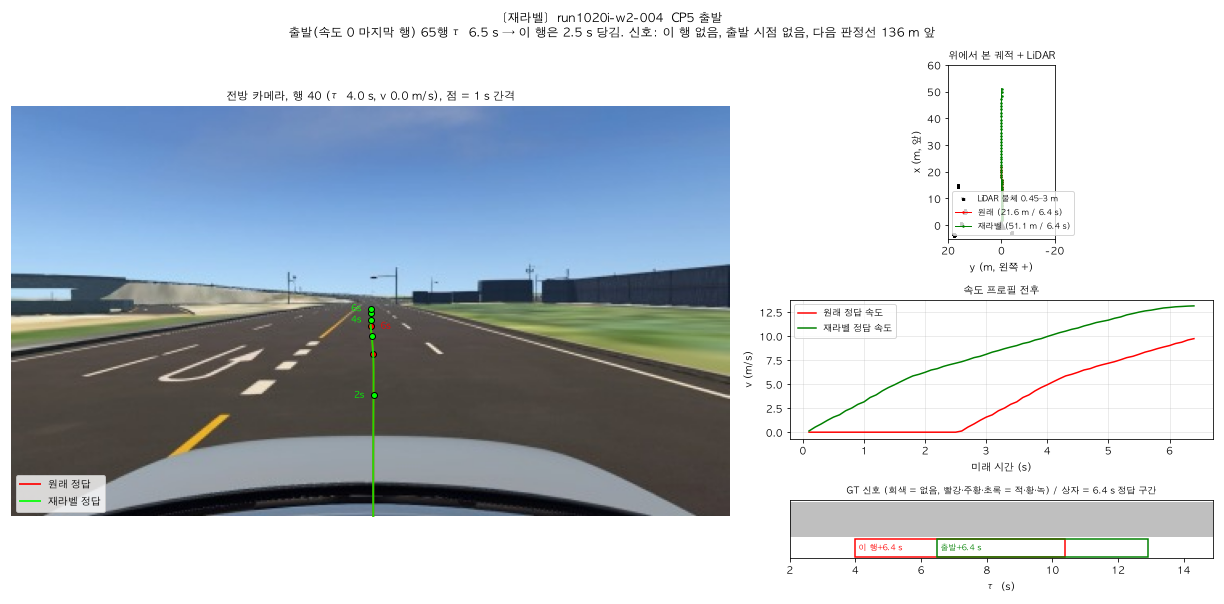 [재라벨] run1020i-w2-004 CP5 출발
출발(속도 0 마지막 행) 65행 τ 6.5 s → 이 행은 2.5 s 당김. 신호: 이 행 없음, 출발 시점 없음, 다음 판정선 136 m 앞
전방 카메라, 행 40 (τ 4.0 s, v 0.0 m/s), 점 = 1 s 간격
6s
4s
5s
2s
원래 정답
재라벨 정답
위에서 본 궤적 + LiDAR
60
50
40
30
20
10
0
x (m, 앞)
LiDAR 물체 0.45-3 m
원래 (21.6 m / 6.4 s)
재라벨 (51.1 m / 6.4 s)
20
0
-20
y (m, 왼쪽 +)
속도 프로필 전후
원래 정답 속도
재라벨 정답 속도
12.5
10.0
7.5
5.0
2.5
0.0
v (m/s)
0
1
2
3
4
5
6
미래 시간 (s)
GT 신호 (회색 = 없음, 빨강·주황·초록 = 적·황·녹) / 상자 = 6.4 s 정답 구간
이 행+6.4 s
출발+6.4 s
2
4
6
8
10
12
14
τ (s)